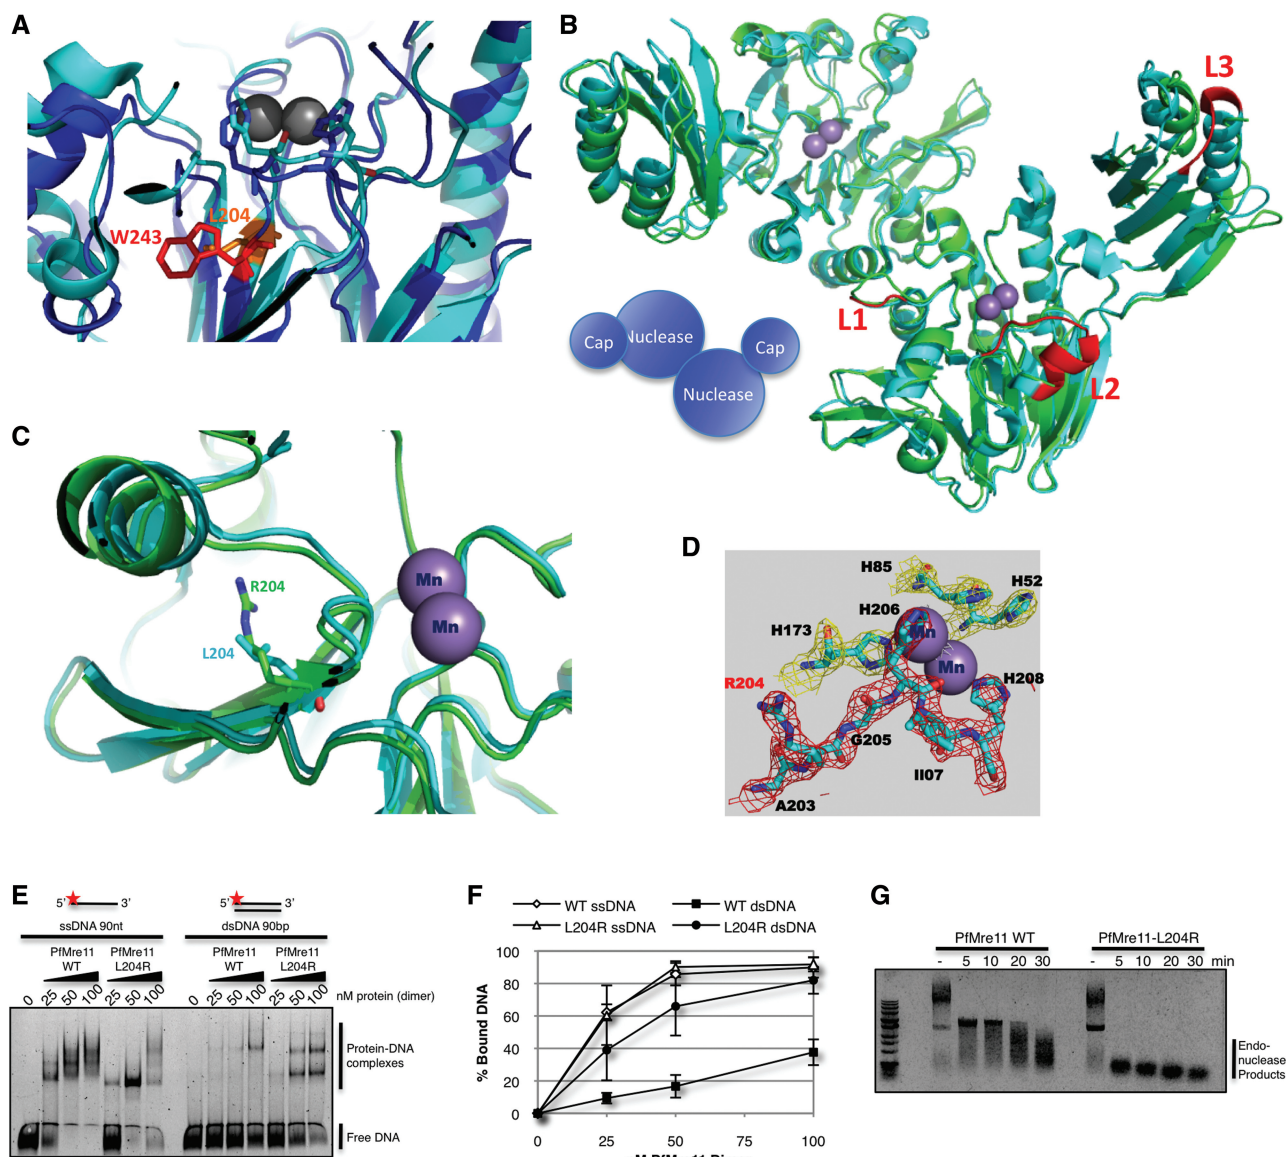 A
L204
W243
B
L3
L1
L2
Cap
Nuclease
Cap
Nuclease
C
R204
L204
Mn
Mn
D
H85
H52
H206
H173
Mn
Mn
R204
H208
G205
II07
A203
E
5' 3'
5' 3'
ssDNA 90nt
dsDNA 90bp
PfMre11 WT
PfMre11 L204R
PfMre11 WT
PfMre11 L204R
0 25 50 100 25 50 100 0 25 50 100 25 50 100
nM protein (dimer)
Protein-DNA complexes
Free DNA
F
WT ssDNA
WT dsDNA
L204R ssDNA
L204R dsDNA
% Bound DNA
100
80
60
40
20
0
0 25 50 75 100
G
PfMre11 WT
PfMre11-L204R
- 5 10 20 30 - 5 10 20 30 min
Endo-
nuclease
Products